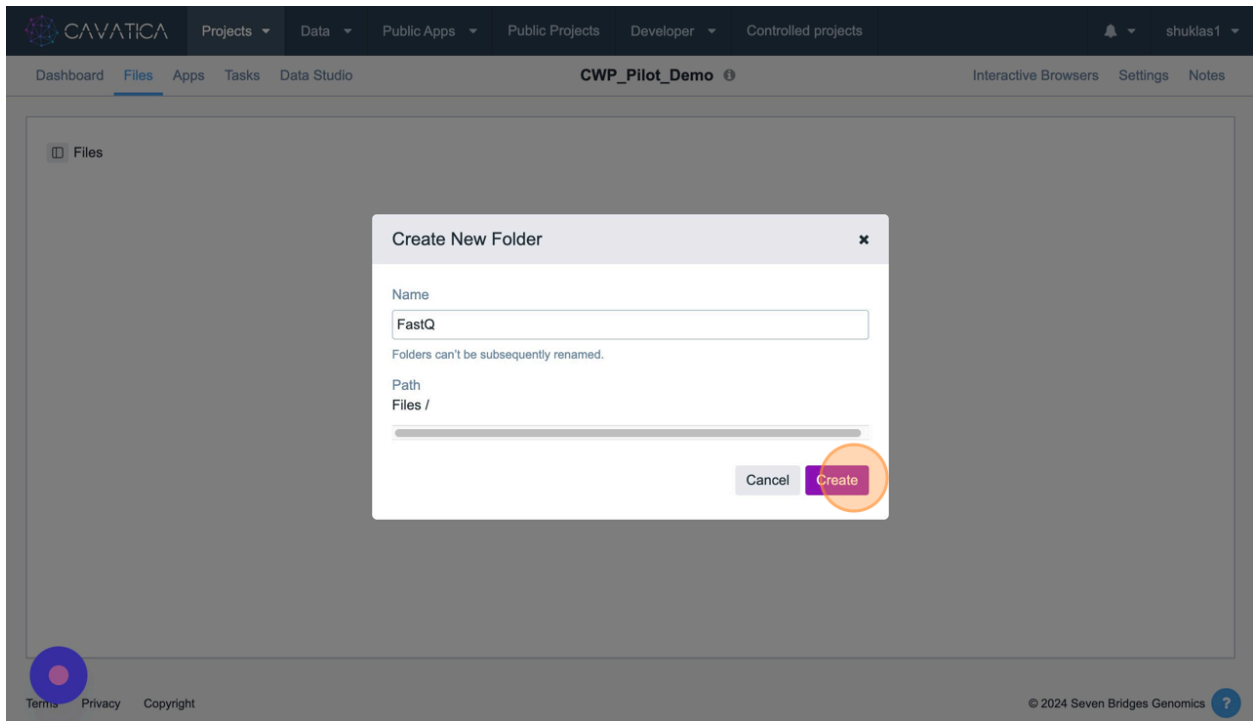 CAVATICA Projects Data Public Apps Public Projects Developer Controlled projects shuklas1
Dashboard Files Apps Tasks Data Studio CWP_Pilot_Demo Interactive Browsers Settings Notes
Files
Create New Folder
Name
FastQ
Folders can't be subsequently renamed.
Path
Files /
Cancel Create
Terms Privacy Copyright © 2024 Seven Bridges Genomics ?